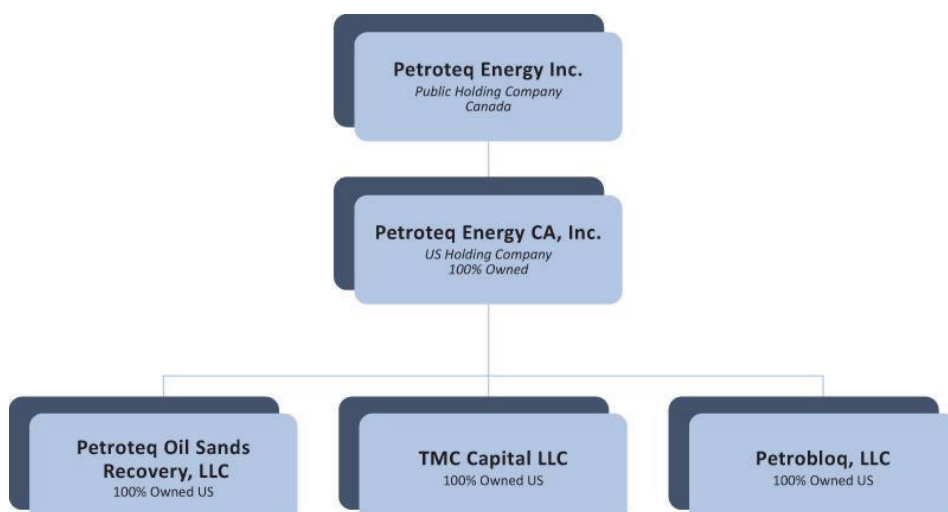 Petroteq Energy Inc.
Public Holding Company
Canada
Petroteq Energy CA, Inc.
US Holding Company
100% Owned
Petroteq Oil Sands
Recovery, LLC
100% Owned US
TMC Capital LLC
100% Owned US
Petrobloq, LLC
100% Owned US